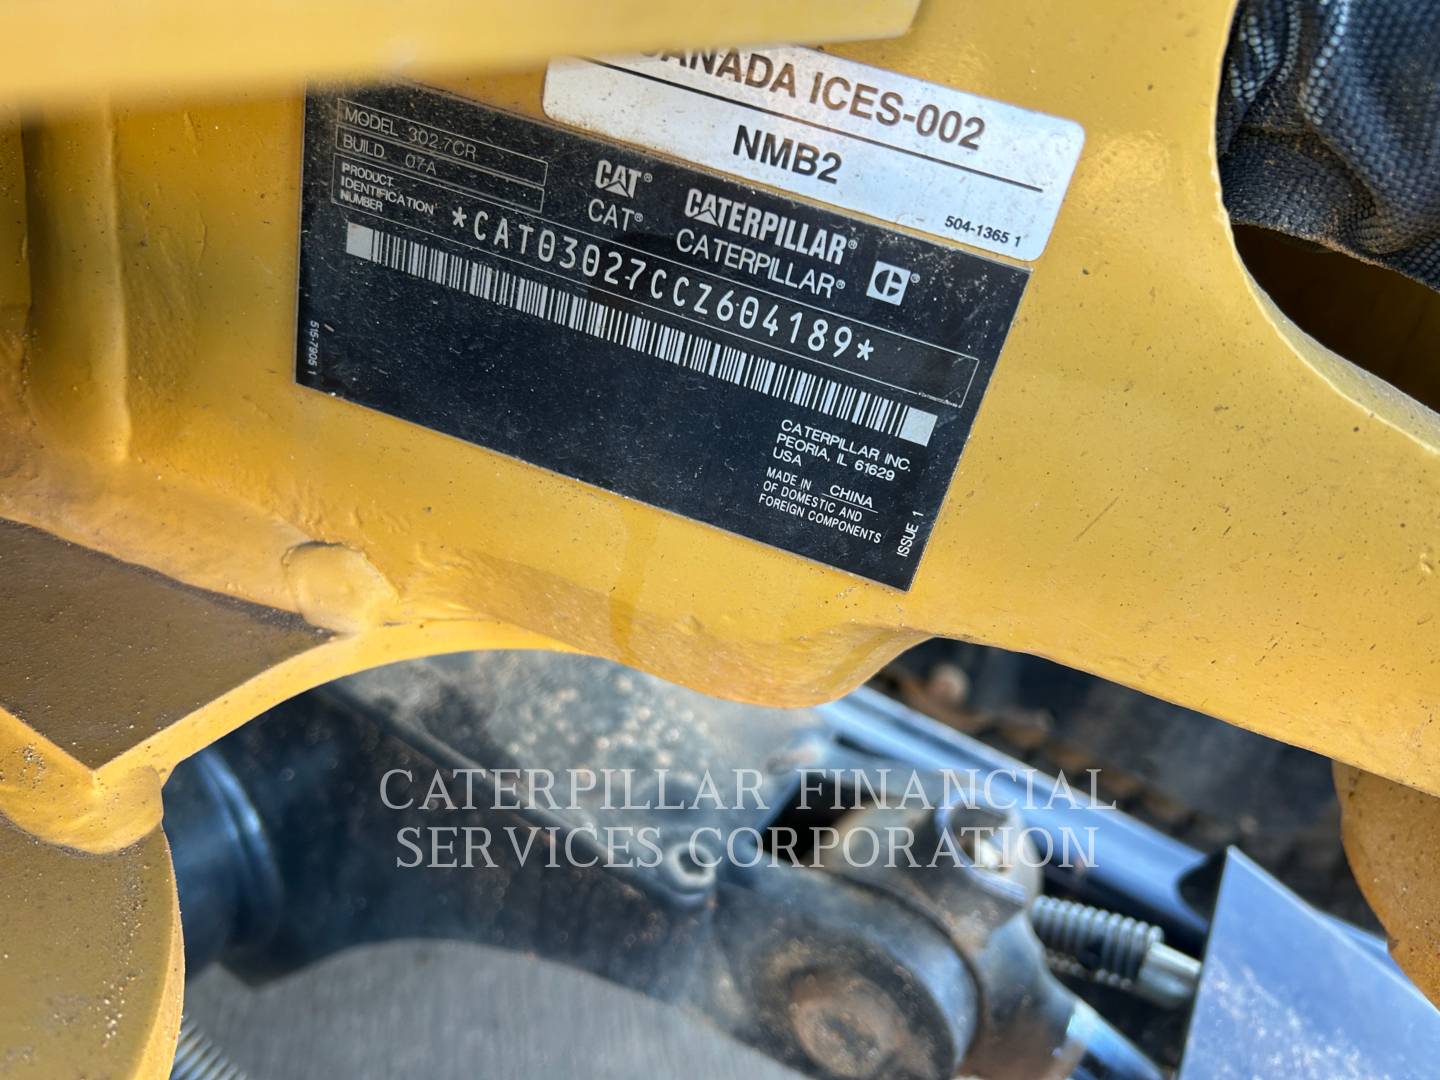 CANADA ICES-002
NMB2
504-1365 1
MODEL 302.7CR
BUILD 07A
PRODUCT
IDENTIFICATION
NUMBER
CAT®
CAT®
CATERPILLAR®
CATERPILLAR®
C®
*CAT03027CCZ604189*
515-7905 1
CATERPILLAR INC.
PEORIA, IL 61629
USA
MADE IN CHINA
OF DOMESTIC AND
FOREIGN COMPONENTS
ISSUE 1
CATERPILLAR FINANCIAL
SERVICES CORPORATION